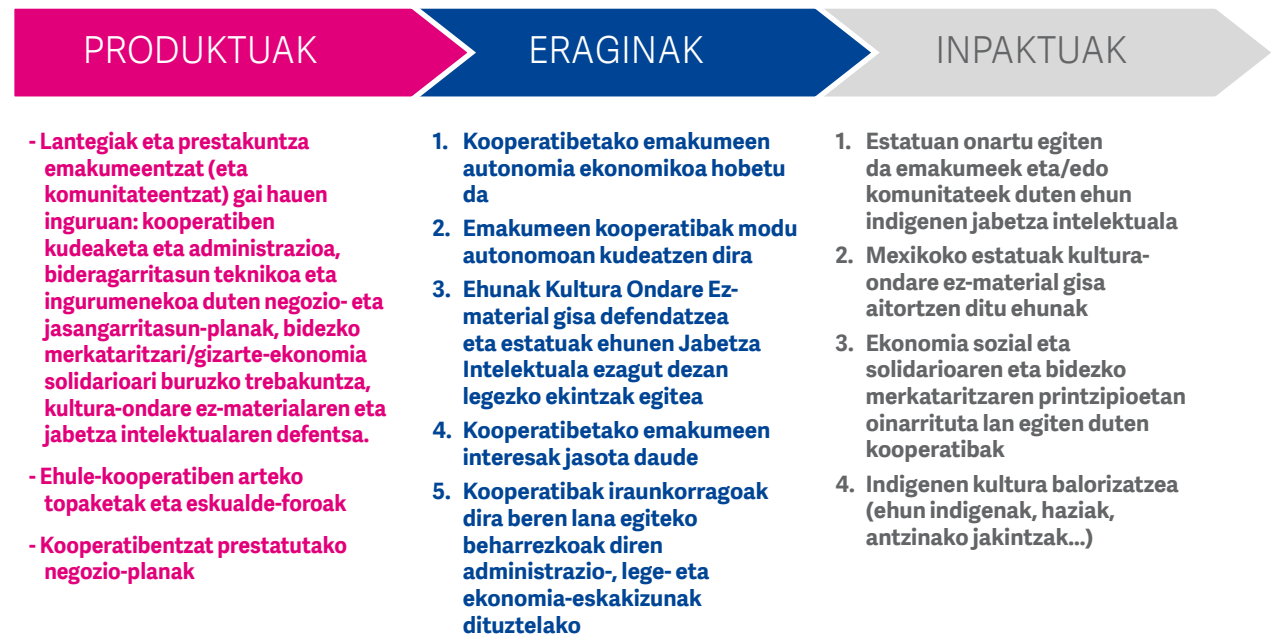 PRODUKTUAK
- Lantegiak eta prestakuntza
emakumeentzat (eta
komunitateentzat) gai hauen
inguruan: kooperatiben
kudeaketa eta administrazioa,
bideragarritasun teknikoa eta
ingurumenekoa duten negozio- eta
jasangarritasun-planak, bidezko
merkataritzari/gizarte-ekonomia
solidarioari buruzko trebakuntza,
kultura-ondare ez-materialaren eta
jabetza intelektualaren defentsa.
- Ehule-kooperatiben arteko
topaketak eta eskualde-foroak
- Kooperatibentzat prestatutako
negozio-planak
ERAGINAK
1. Kooperatibetako emakumeen
autonomia ekonomikoa hobetu
da
2. Emakumeen kooperatibak modu
autonomoan kudeatzen dira
3. Ehunak Kultura Ondare Ez-
material gisa defendatzea
eta estatuak ehunen Jabetza
Intelektuala ezagut dezan
legezko ekintzak egitea
4. Kooperatibetako emakumeen
interesak jasota daude
5. Kooperatibak iraunkorragoak
dira beren lana egiteko
beharrezkoak diren
administrazio-, lege- eta
ekonomia-eskakizunak
dituztelako
INPAKTUAK
1. Estatuan onartu egiten
da emakumeek eta/edo
komunitateek duten ehun
indigenen jabetza intelektuala
2. Mexikoko estatuak kultura-
ondare ez-material gisa
aitortzen ditu ehunak
3. Ekonomia sozial eta
solidarioaren eta bidezko
merkataritzaren printzipioetan
oinarrituta lan egiten duten
kooperatibak
4. Indigenen kultura balorizatzea
(ehun indigenak, haziak,
antzinako jakintzak...)